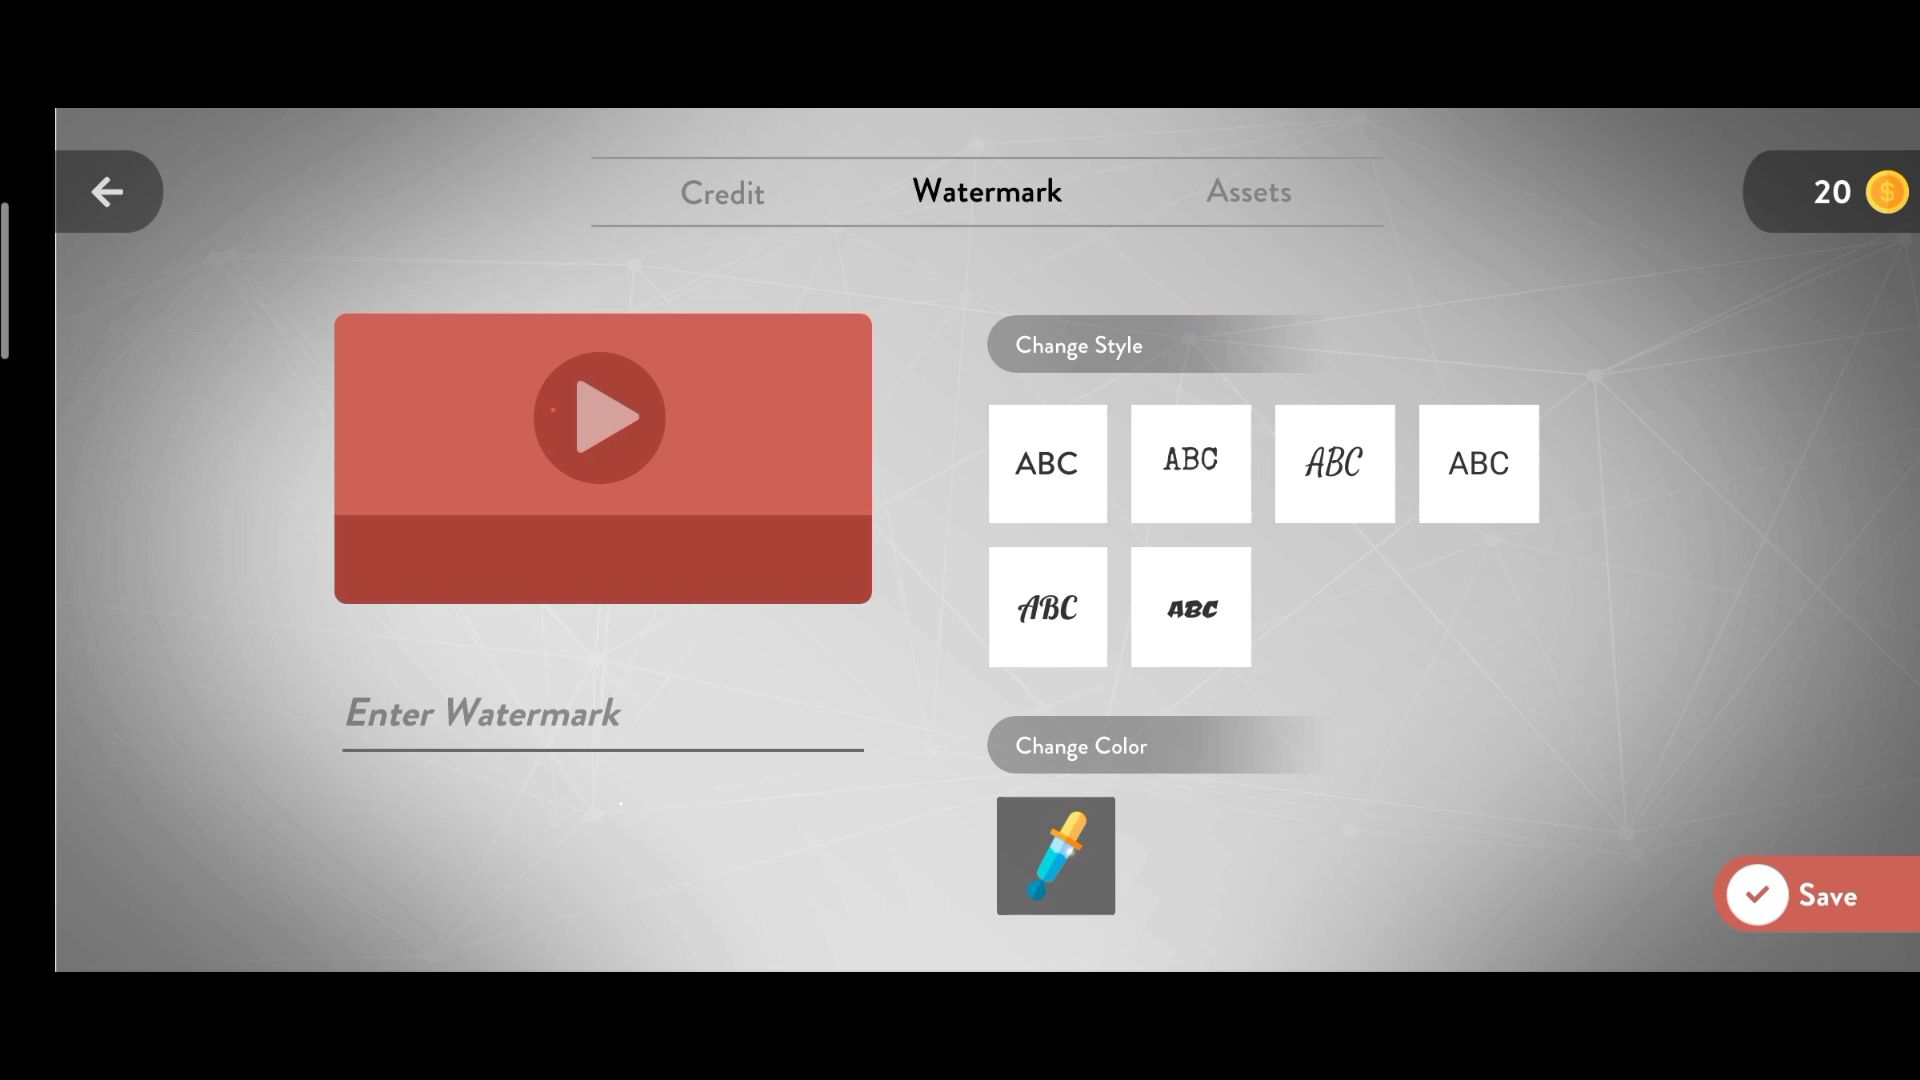 Credit Watermark Assets
20
Change Style
ABC ABC ABC ABC
ABC ABC
Enter Watermark
Change Color
Save